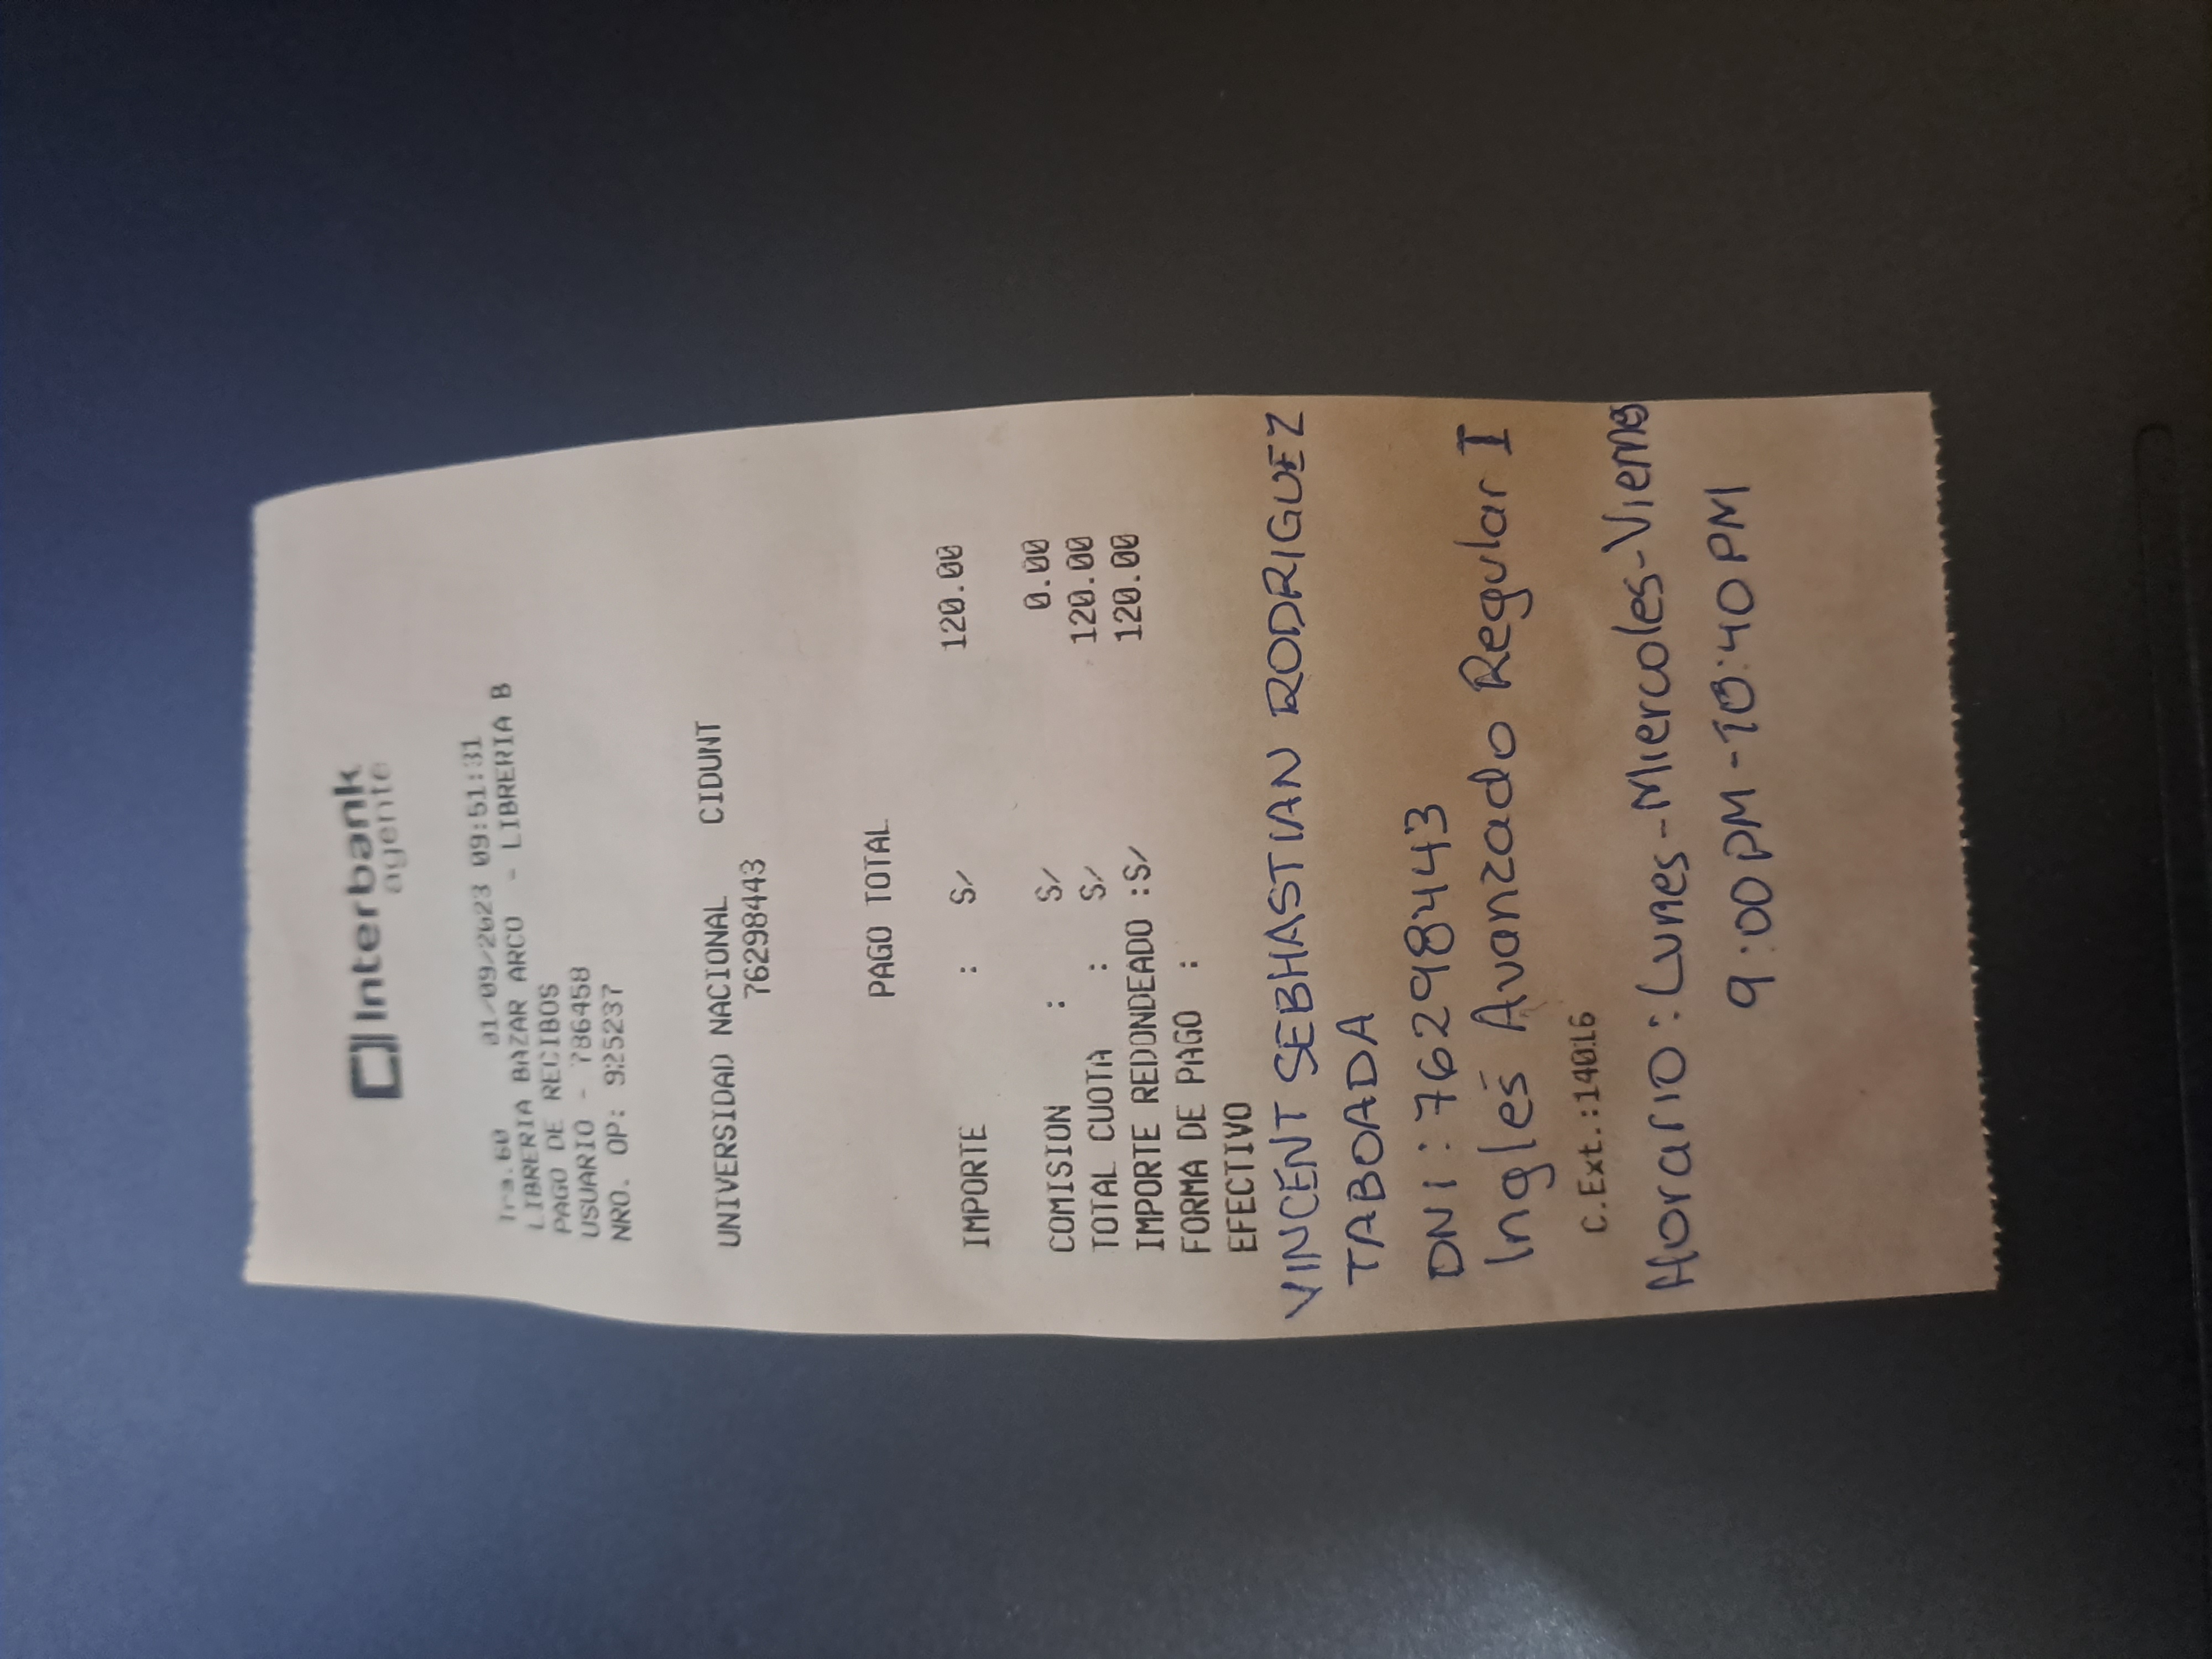 Interbank
agente
Tra.60 01/09/2023 09:51:31
LIBRERIA BAZAR ARCO - LIBRERIA B
PAGO DE RECIBOS
USUARIO - 786458
NRO. OP: 925237
UNIVERSIDAD NACIONAL CIDUNT
76298443
PAGO TOTAL
IMPORTE : S/ 120.00
COMISION : S/ 0.00
TOTAL CUOTA : S/ 120.00
IMPORTE REDONDEADO :S/ 120.00
FORMA DE PAGO :
EFECTIVO
VINCENT SEBHASTIAN RODRIGUEZ
TABOADA
DNI : 76298443
Inglés Avanzado Regular I
C.Ext.:14016
Horario : Lunes-Miercoles-Viernes
9:00PM-10:40PM